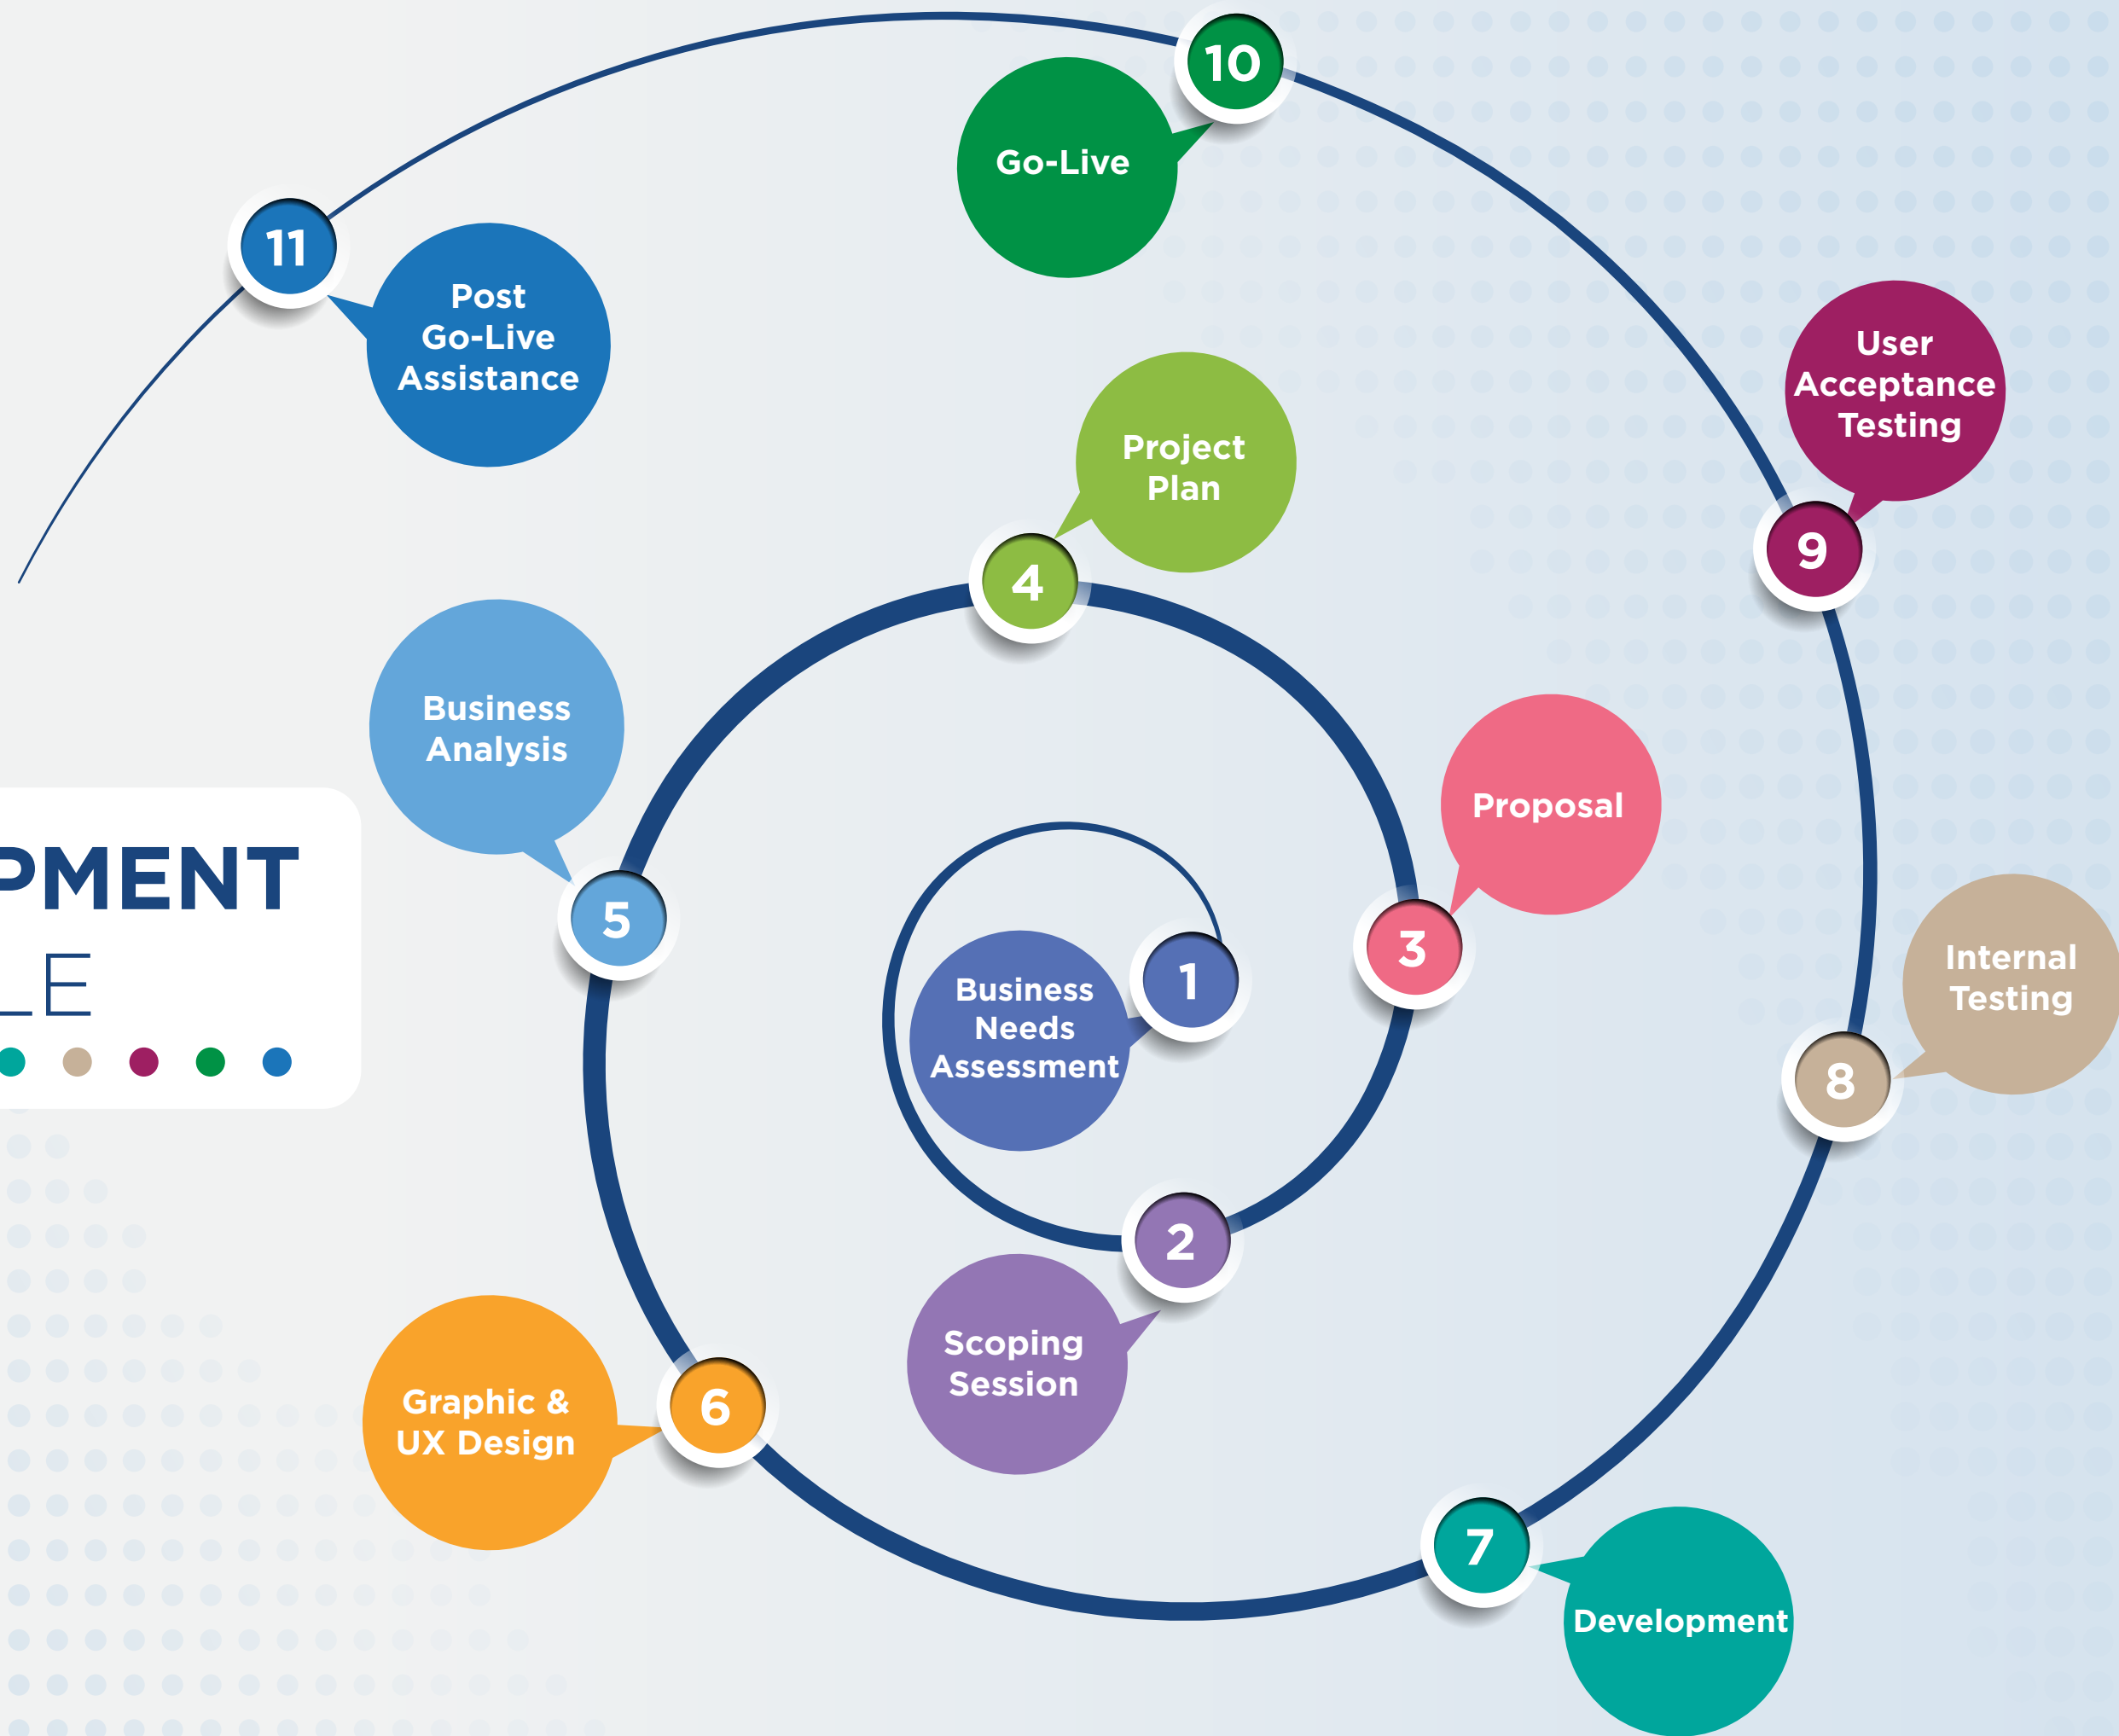 10
Go-Live
11
Post
Go-Live
Assistance
User
Acceptance
Testing
9
Project
Plan
4
Business
Analysis
5
Proposal
3
PMENT
LE
Business
Needs
Assessment
1
Internal
Testing
8
2
Scoping
Session
Graphic &
UX Design
6
7
Development